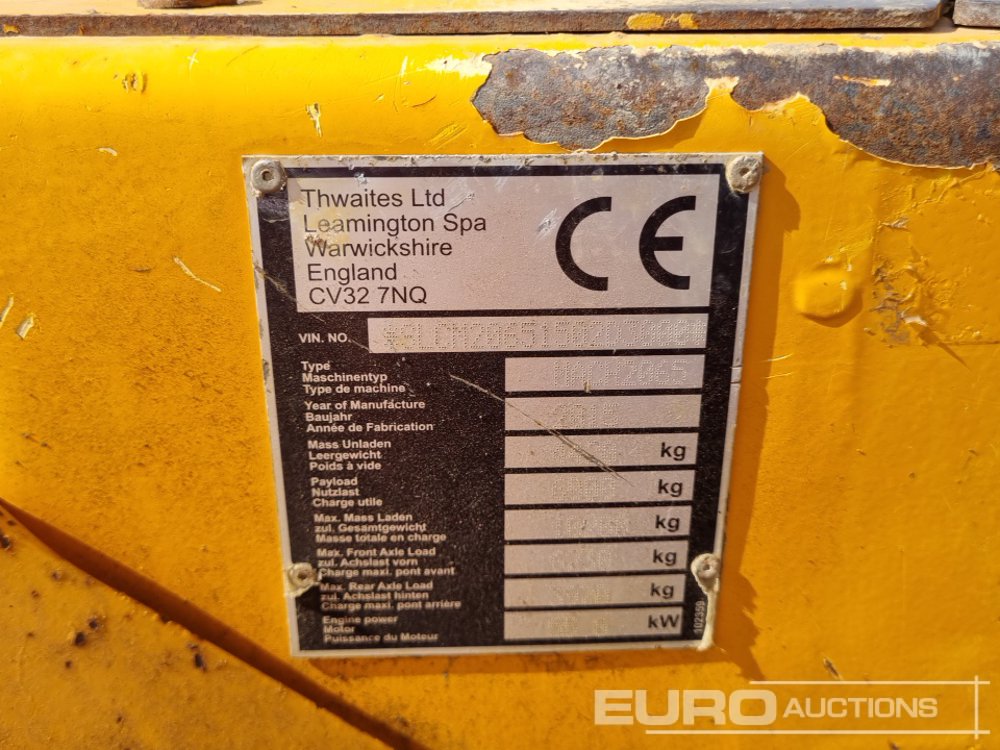 Thwaites Ltd
Leamington Spa
Warwickshire
England
CV32 7NQ
CE
VIN. NO.
Type
Maschinentyp
Type de machine
Year of Manufacture
Baujahr
Année de Fabrication
Mass Unladen
Leergewicht
Poids à vide
kg
Payload
Nutzlast
Charge utile
kg
Max. Mass Laden
zul. Gesamtgewicht
Masse totale en charge
kg
Max. Front Axle Load
zul. Achslast vorn
Charge maxi. pont avant
kg
Max. Rear Axle Load
zul. Achslast hinten
Charge maxi. pont arrière
kg
Engine power
Motor
Puissance du Moteur
kW
102359
EURO AUCTIONS